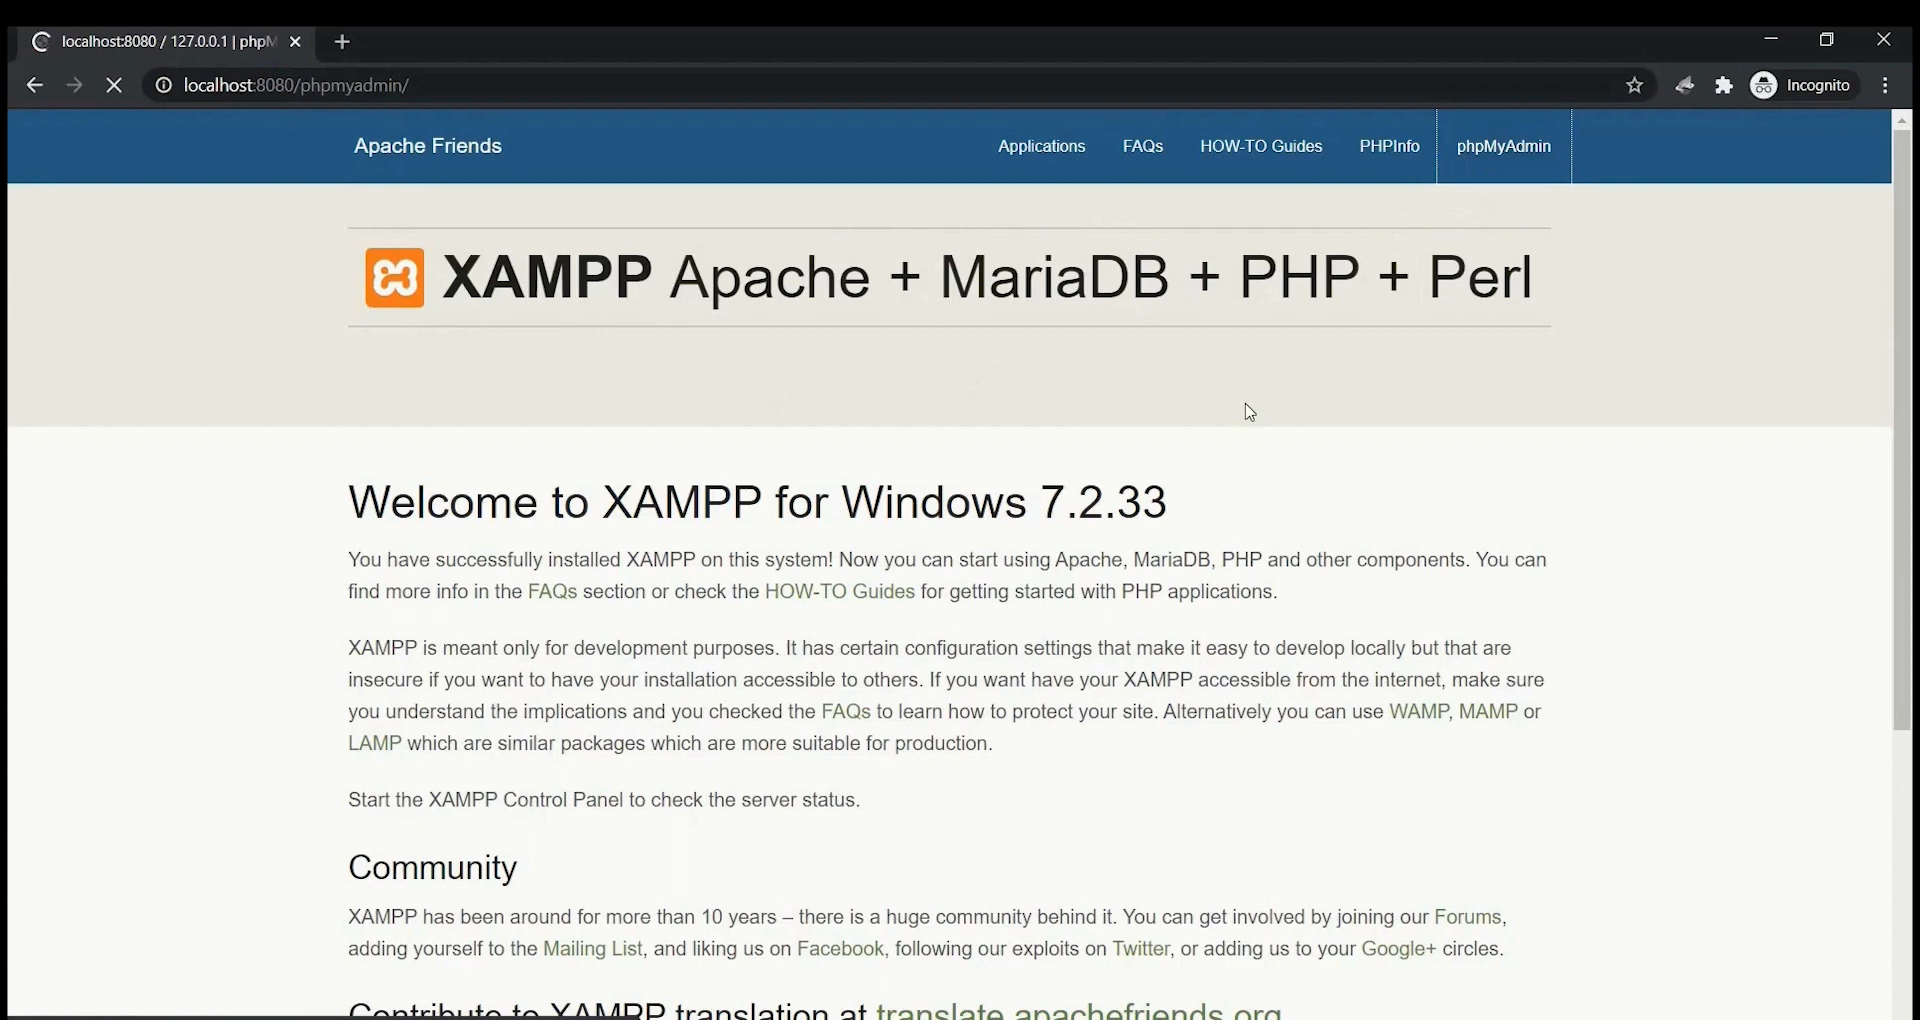 localhost:8080 / 127.0.0.1 | phpM
localhost:8080/phpmyadmin/
Incognito
Apache Friends
Applications
FAQs
HOW-TO Guides
PHPInfo
phpMyAdmin
XAMPP Apache + MariaDB + PHP + Perl
Welcome to XAMPP for Windows 7.2.33
You have successfully installed XAMPP on this system! Now you can start using Apache, MariaDB, PHP and other components. You can
find more info in the FAQs section or check the HOW-TO Guides for getting started with PHP applications.
XAMPP is meant only for development purposes. It has certain configuration settings that make it easy to develop locally but that are
insecure if you want to have your installation accessible to others. If you want have your XAMPP accessible from the internet, make sure
you understand the implications and you checked the FAQs to learn how to protect your site. Alternatively you can use WAMP, MAMP or
LAMP which are similar packages which are more suitable for production.
Start the XAMPP Control Panel to check the server status.
Community
XAMPP has been around for more than 10 years – there is a huge community behind it. You can get involved by joining our Forums,
adding yourself to the Mailing List, and liking us on Facebook, following our exploits on Twitter, or adding us to your Google+ circles.
Contribute to XAMPP translation at translate.apachefriends.org